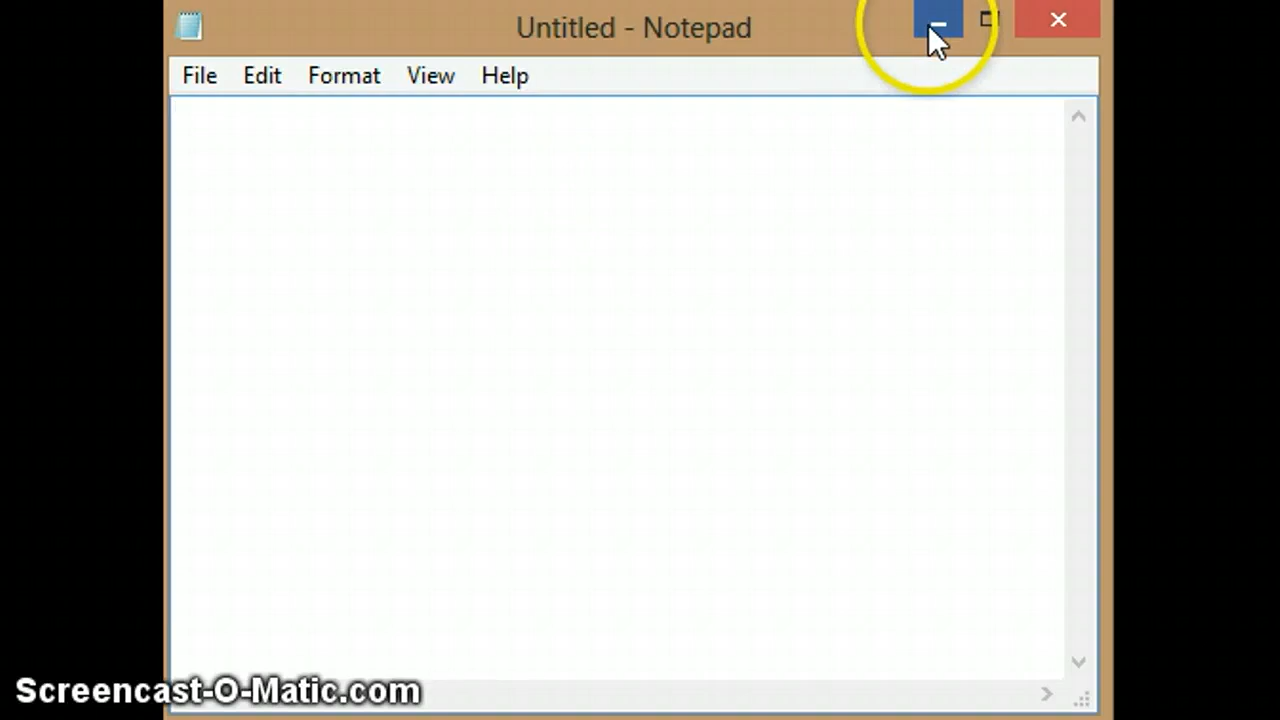 Untitled - Notepad
File Edit Format View Help
Screencast-O-Matic.com